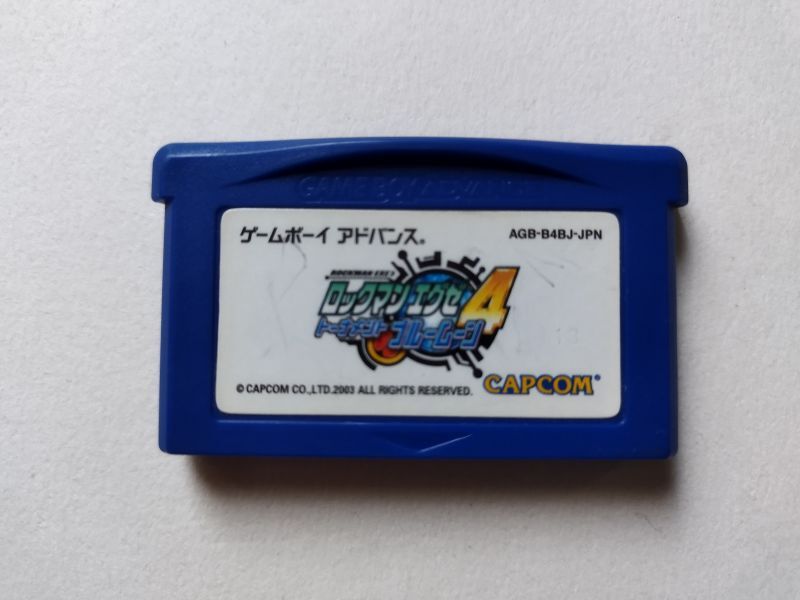 GAME BOY ADVANCE
ゲームボーイ アドバンス®
AGB-B4BJ-JPN
ROCKMAN EXE 4
ロックマン エグゼ 4
トーナメント ブルームーン
© CAPCOM CO.,LTD.2003 ALL RIGHTS RESERVED.
CAPCOM®